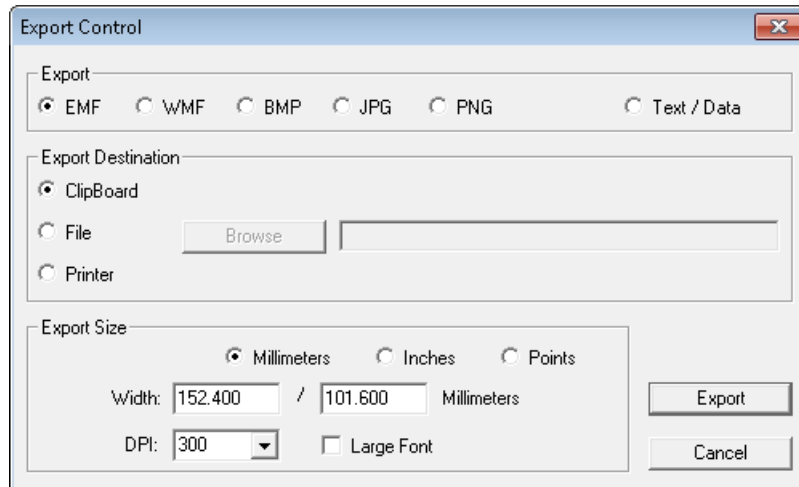 Export Control
Export
EMF WMF BMP JPG PNG Text / Data
Export Destination
ClipBoard
File Browse
Printer
Export Size
Millimeters Inches Points
Width: 152.400 / 101.600 Millimeters Export
DPI: 300 Large Font Cancel